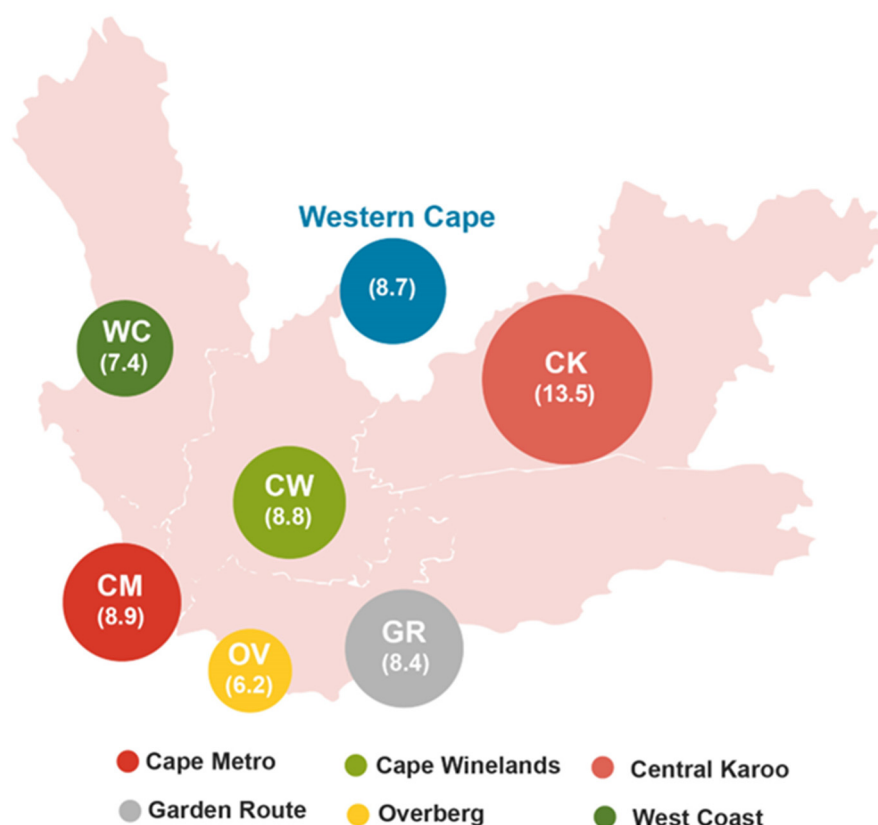 Western Cape
(8.7)
WC
(7.4)
CK
(13.5)
CW
(8.8)
CM
(8.9)
GR
(8.4)
OV
(6.2)
Cape Metro
Cape Winelands
Central Karoo
Garden Route
Overberg
West Coast